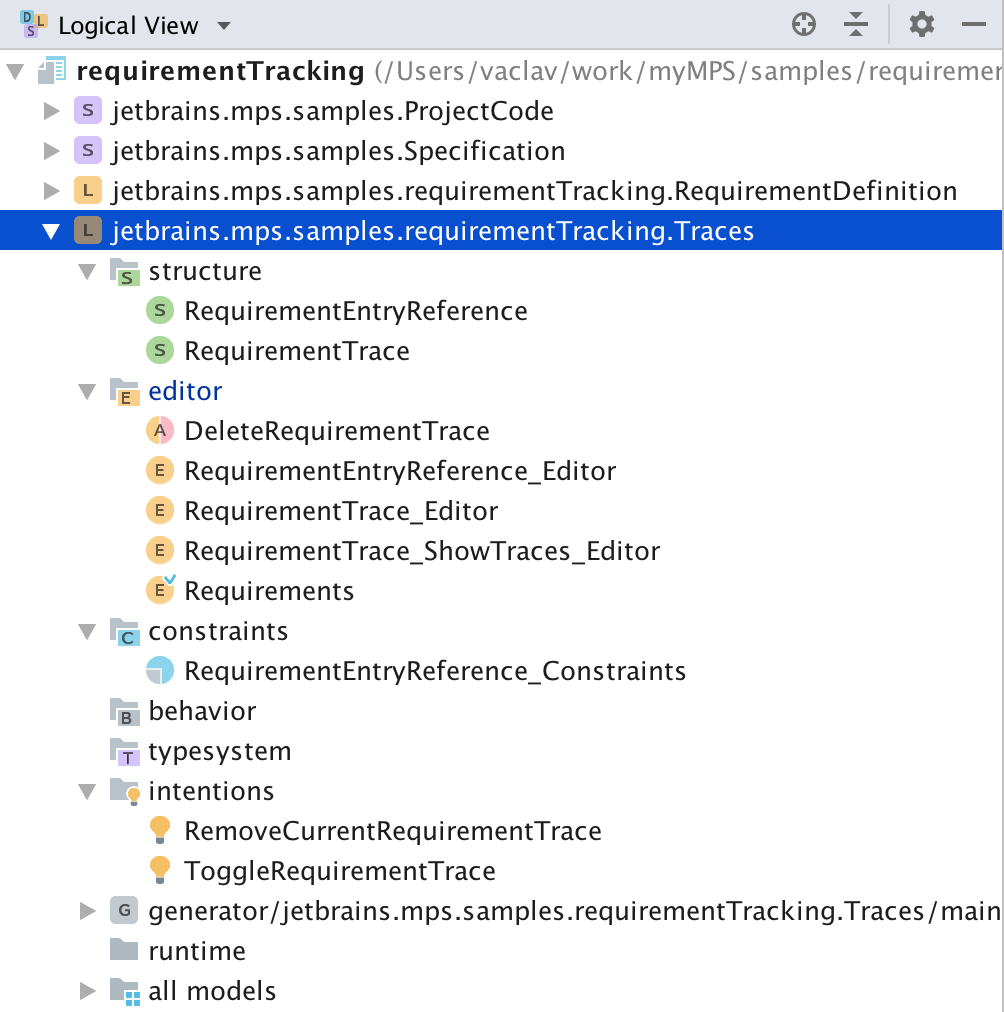 Logical View
requirementTracking (/Users/vaclav/work/myMPS/samples/requiremer
S jetbrains.mps.samples.ProjectCode
S jetbrains.mps.samples.Specification
L jetbrains.mps.samples.requirementTracking.RequirementDefinition
L jetbrains.mps.samples.requirementTracking.Traces
S structure
S RequirementEntryReference
S RequirementTrace
E editor
A DeleteRequirementTrace
E RequirementEntryReference_Editor
E RequirementTrace_Editor
E RequirementTrace_ShowTraces_Editor
E Requirements
C constraints
RequirementEntryReference_Constraints
B behavior
T typesystem
intentions
RemoveCurrentRequirementTrace
ToggleRequirementTrace
G generator/jetbrains.mps.samples.requirementTracking.Traces/main
runtime
all models